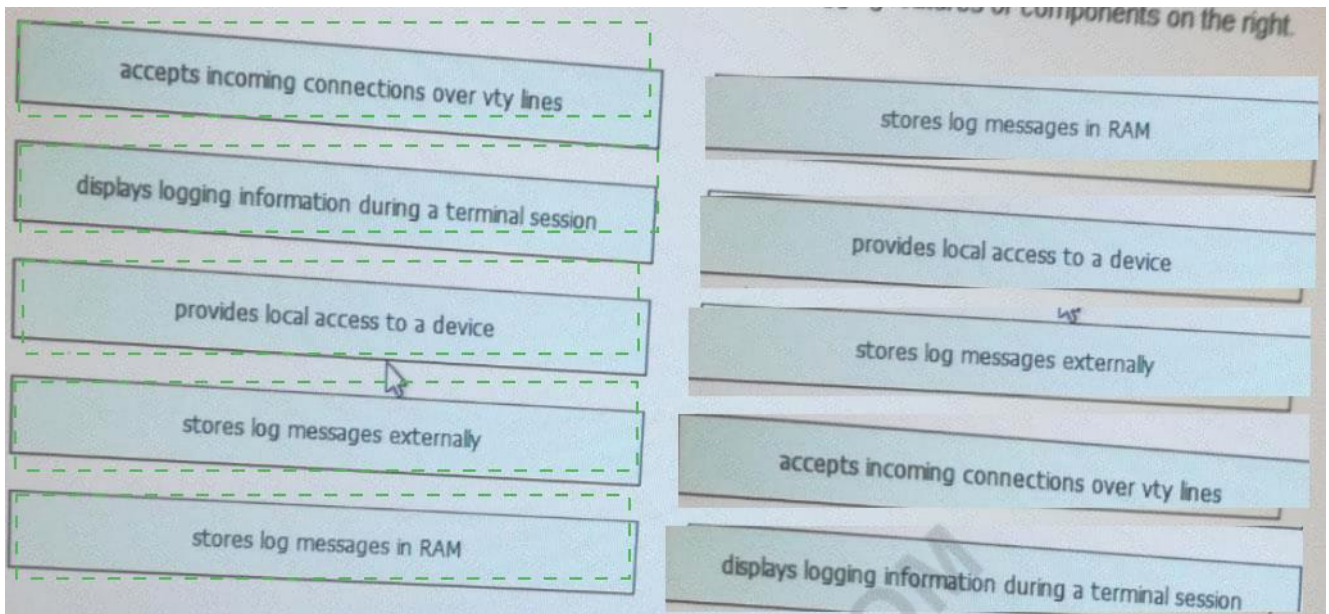 components on the right.
accepts incoming connections over vty lines
displays logging information during a terminal session
provides local access to a device
stores log messages externally
stores log messages in RAM
stores log messages in RAM
provides local access to a device
stores log messages externally
accepts incoming connections over vty lines
displays logging information during a terminal session